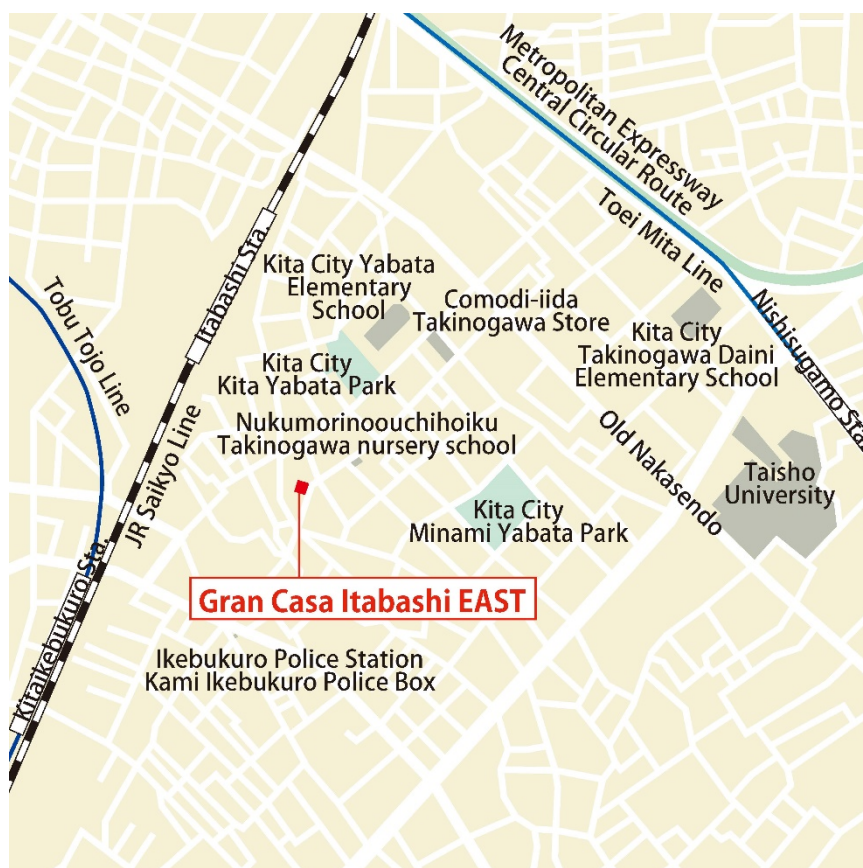 Metropolitan Expressway
Central Circular Route
Toei Mita Line
Itabashi Sta.
Kita City Yabata
Elementary
School
Comodi-iida
Takinogawa Store
Kita City
Takinogawa Daini
Elementary School
Nishisugamo Sta.
Tobu Tojo Line
Kita City
Kita Yabata Park
JR Saikyo Line
Nukumorinoouchihoiku
Takinogawa nursery school
Old Nakasendo
Taisho
University
Kita City
Minami Yabata Park
Kitaikebukuro Sta.
Gran Casa Itabashi EAST
Ikebukuro Police Station
Kami Ikebukuro Police Box